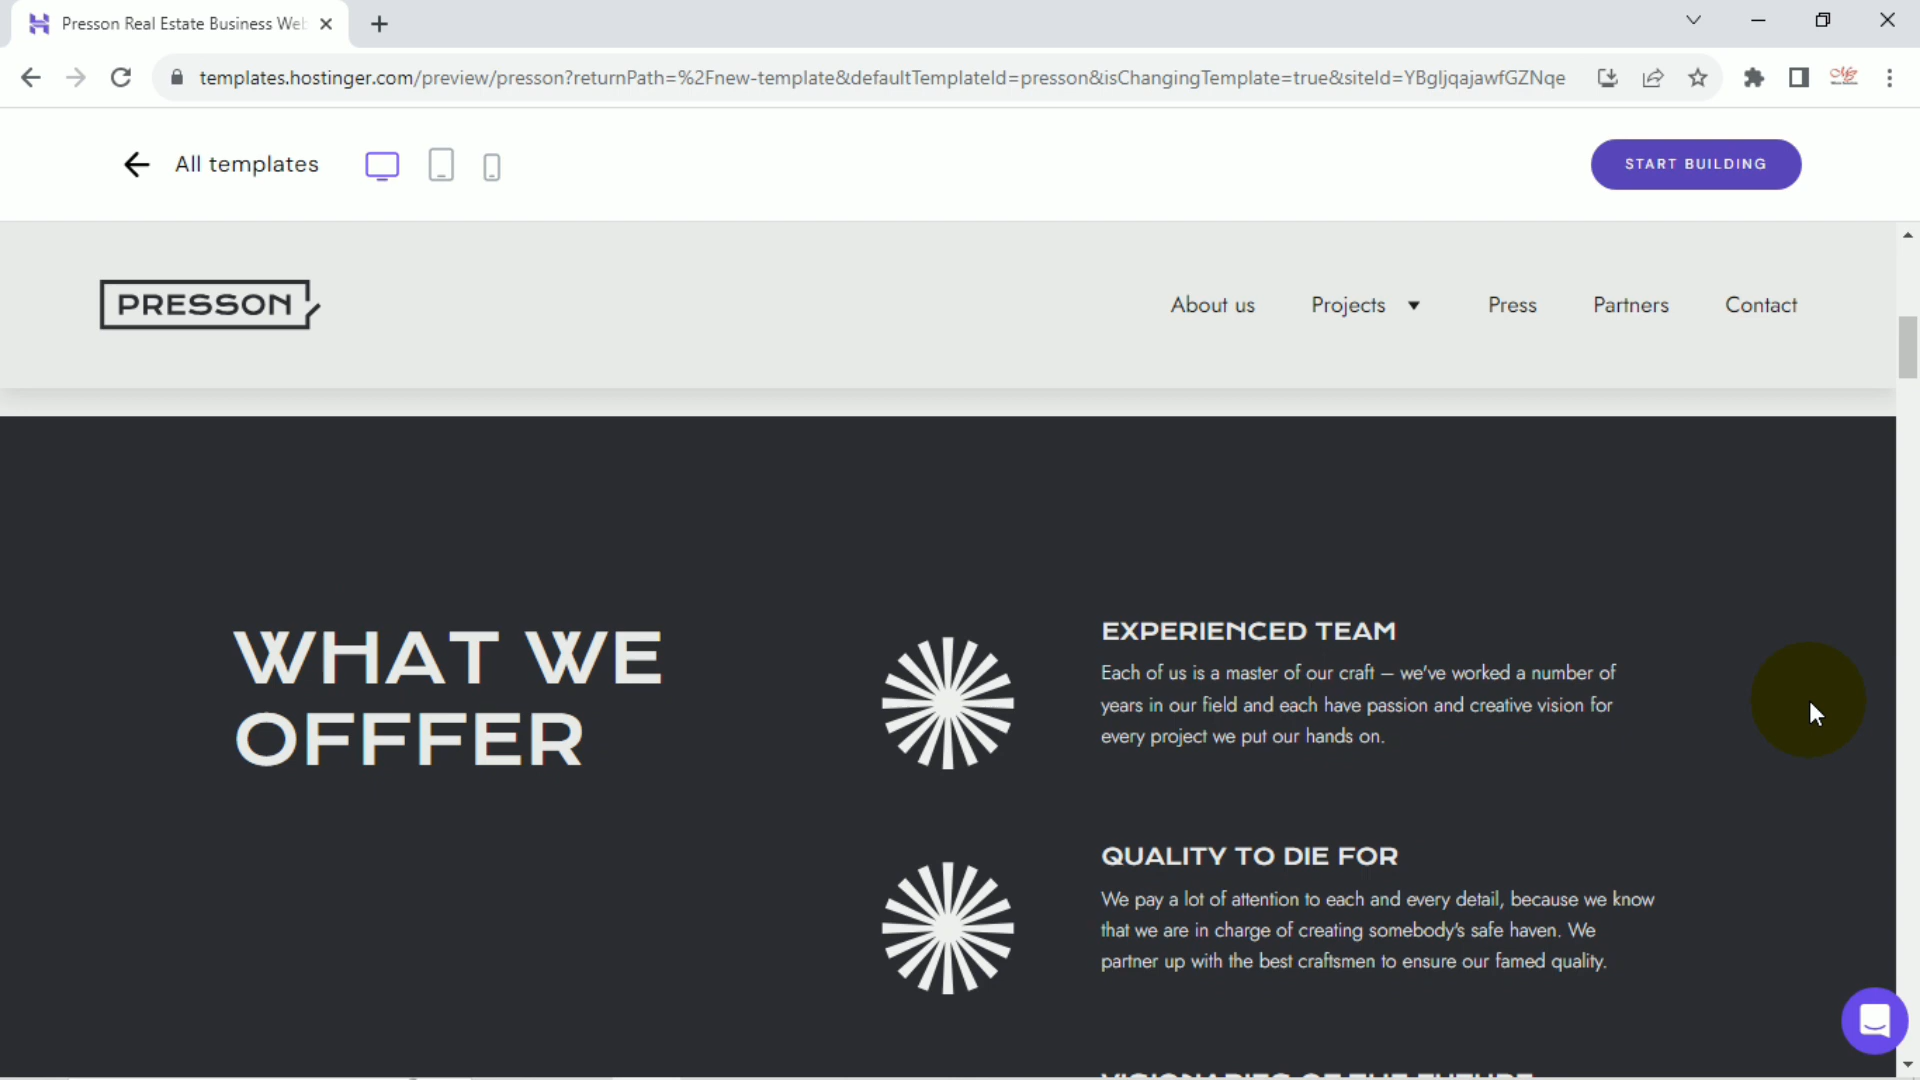 Presson Real Estate Business Web
templates.hostinger.com/preview/presson?returnPath=%2Fnew-template&defaultTemplateId=presson&isChangingTemplate=true&siteId=YBgljqajawfGZNqe
All templates
START BUILDING
PRESSON
About us
Projects
Press
Partners
Contact
WHAT WE
OFFFER
EXPERIENCED TEAM
Each of us is a master of our craft – we've worked a number of
years in our field and each have passion and creative vision for
every project we put our hands on.
QUALITY TO DIE FOR
We pay a lot of attention to each and every detail, because we know
that we are in charge of creating somebody's safe haven. We
partner up with the best craftsmen to ensure our famed quality.
VISIONARIES OF THE FUTURE